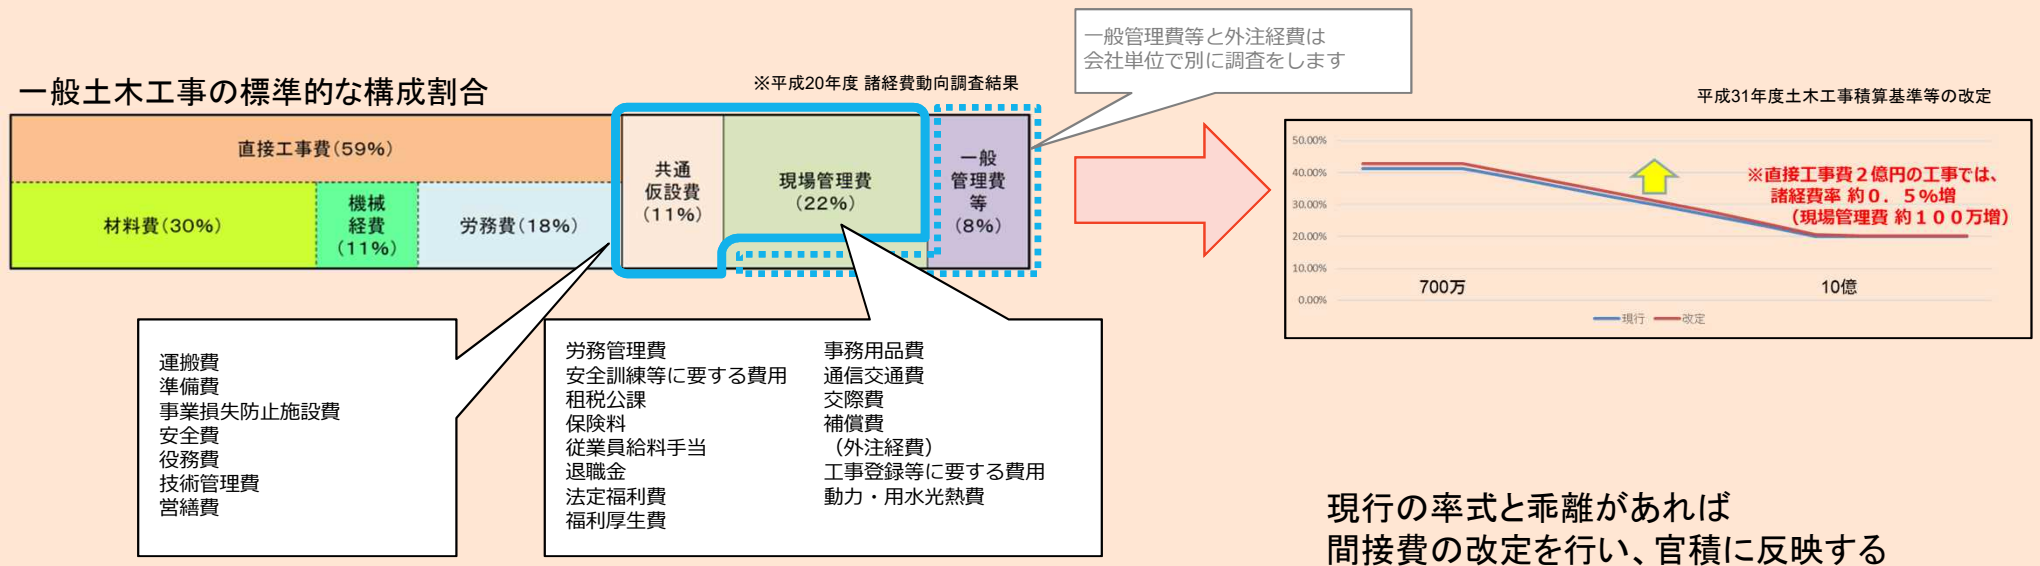 一般管理費等と外注経費は
会社単位で別に調査をします
一般土木工事の標準的な構成割合
※平成20年度 諸経費動向調査結果
直接工事費(59%)
材料費(30%)
機械
経費
(11%)
労務費(18%)
共通
仮設費
(11%)
現場管理費
(22%)
一般
管理費
等
(8%)
運搬費
準備費
事業損失防止施設費
安全費
役務費
技術管理費
営繕費
労務管理費
安全訓練等に要する費用
租税公課
保険料
従業員給料手当
退職金
法定福利費
福利厚生費
事務用品費
通信交通費
交際費
補償費
（外注経費）
工事登録等に要する費用
動力・用水光熱費
平成31年度土木工事積算基準等の改定
50.00%
40.00%
30.00%
20.00%
10.00%
0.00%
※直接工事費２億円の工事では、
諸経費率 約０．５%増
（現場管理費 約１００万増）
700万
10億
現行 改定
現行の率式と乖離があれば
間接費の改定を行い、官積に反映する